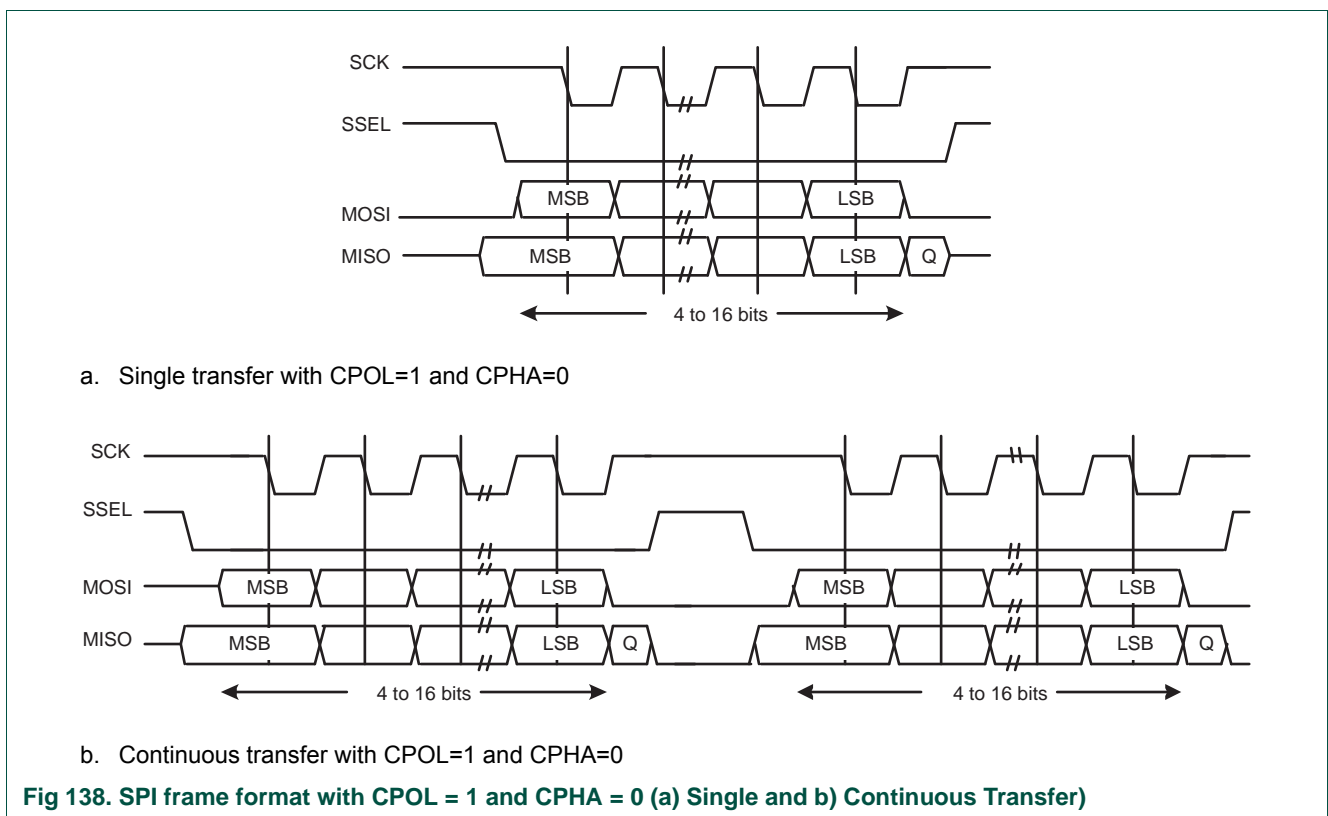 SCK
SSEL
MSB LSB
MOSI
MISO MSB LSB Q
4 to 16 bits
a. Single transfer with CPOL=1 and CPHA=0
SCK
SSEL
MOSI MSB LSB MSB LSB
MISO MSB LSB Q MSB LSB Q
4 to 16 bits 4 to 16 bits
b. Continuous transfer with CPOL=1 and CPHA=0
Fig 138. SPI frame format with CPOL = 1 and CPHA = 0 (a) Single and b) Continuous Transfer)